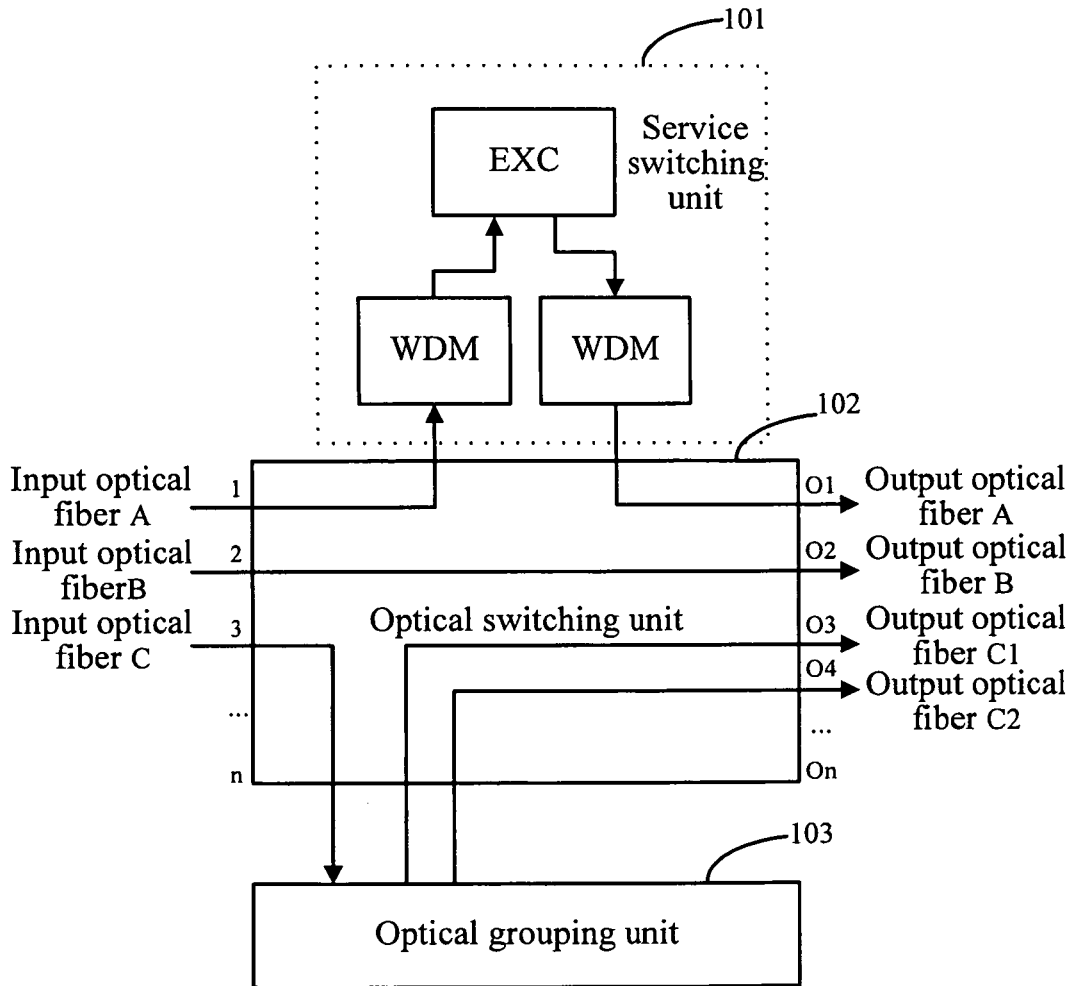 101
EXC
Service
switching
unit
WDM
WDM
102
Input optical
fiber A
1
O1
Output optical
fiber A
Input optical
fiberB
2
O2
Output optical
fiber B
Input optical
fiber C
3
Optical switching unit
O3
Output optical
fiber C1
O4
Output optical
fiber C2
...
...
n
On
103
Optical grouping unit